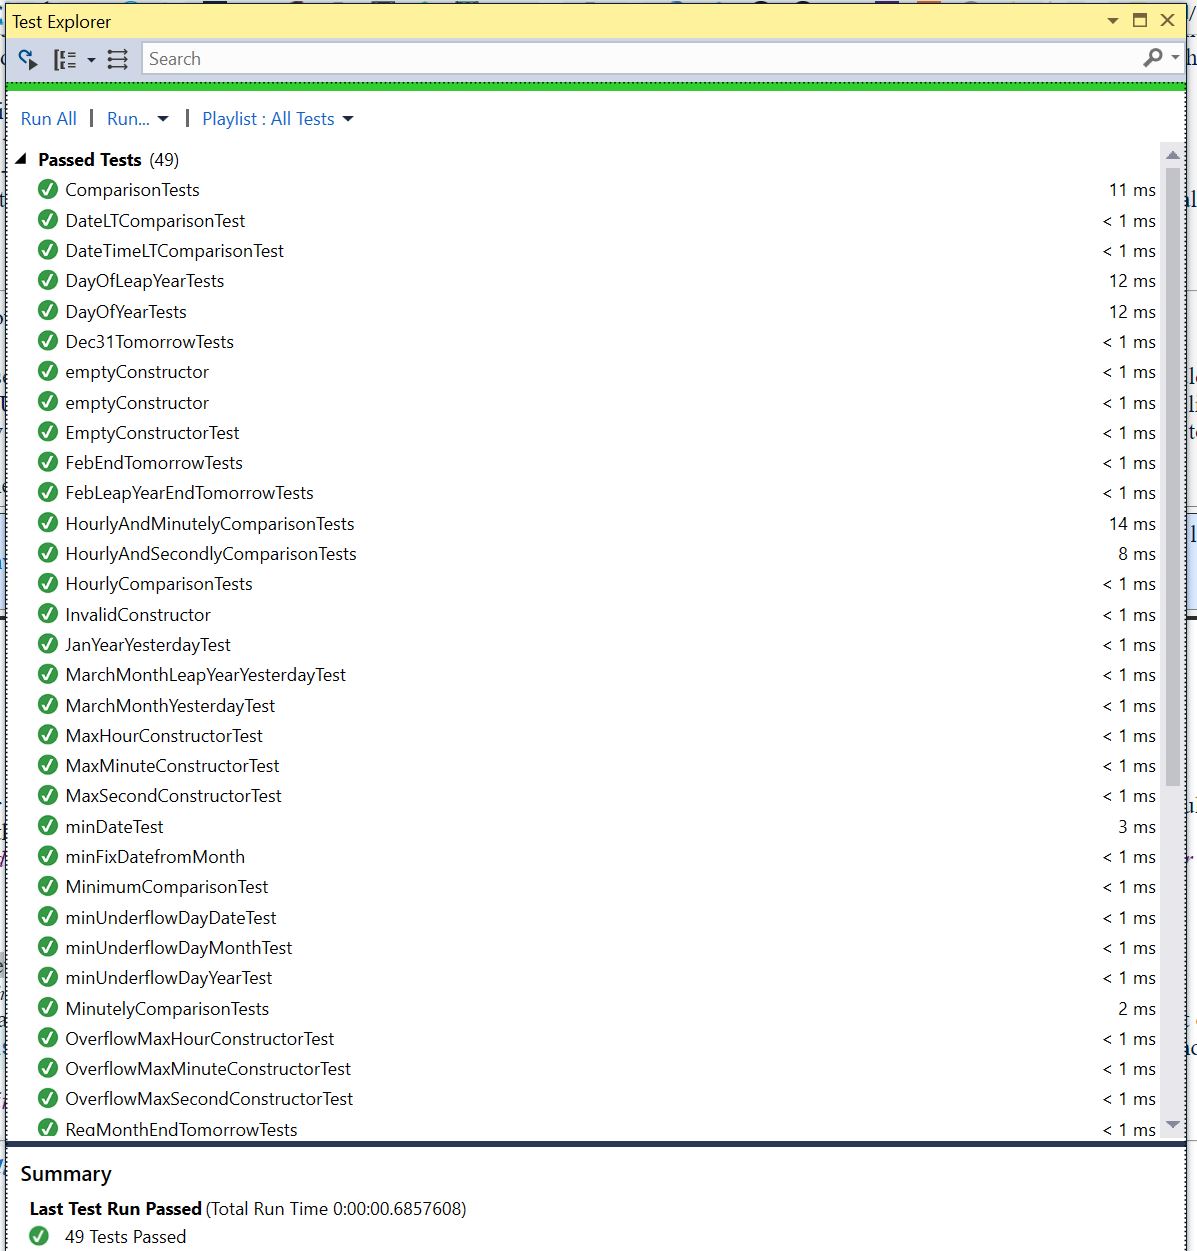 Test Explorer
Search
Run All | Run... | Playlist : All Tests
Passed Tests (49)
ComparisonTests 11 ms
DateLTComparisonTest < 1 ms
DateTimeLTComparisonTest < 1 ms
DayOfLeapYearTests 12 ms
DayOfYearTests 12 ms
Dec31TomorrowTests < 1 ms
emptyConstructor < 1 ms
emptyConstructor < 1 ms
EmptyConstructorTest < 1 ms
FebEndTomorrowTests < 1 ms
FebLeapYearEndTomorrowTests < 1 ms
HourlyAndMinutelyComparisonTests 14 ms
HourlyAndSecondlyComparisonTests 8 ms
HourlyComparisonTests < 1 ms
InvalidConstructor < 1 ms
JanYearYesterdayTest < 1 ms
MarchMonthLeapYearYesterdayTest < 1 ms
MarchMonthYesterdayTest < 1 ms
MaxHourConstructorTest < 1 ms
MaxMinuteConstructorTest < 1 ms
MaxSecondConstructorTest < 1 ms
minDateTest 3 ms
minFixDatefromMonth < 1 ms
MinimumComparisonTest < 1 ms
minUnderflowDayDateTest < 1 ms
minUnderflowDayMonthTest < 1 ms
minUnderflowDayYearTest < 1 ms
MinutelyComparisonTests 2 ms
OverflowMaxHourConstructorTest < 1 ms
OverflowMaxMinuteConstructorTest < 1 ms
OverflowMaxSecondConstructorTest < 1 ms
RegMonthEndTomorrowTests < 1 ms
Summary
Last Test Run Passed (Total Run Time 0:00:00.6857608)
49 Tests Passed